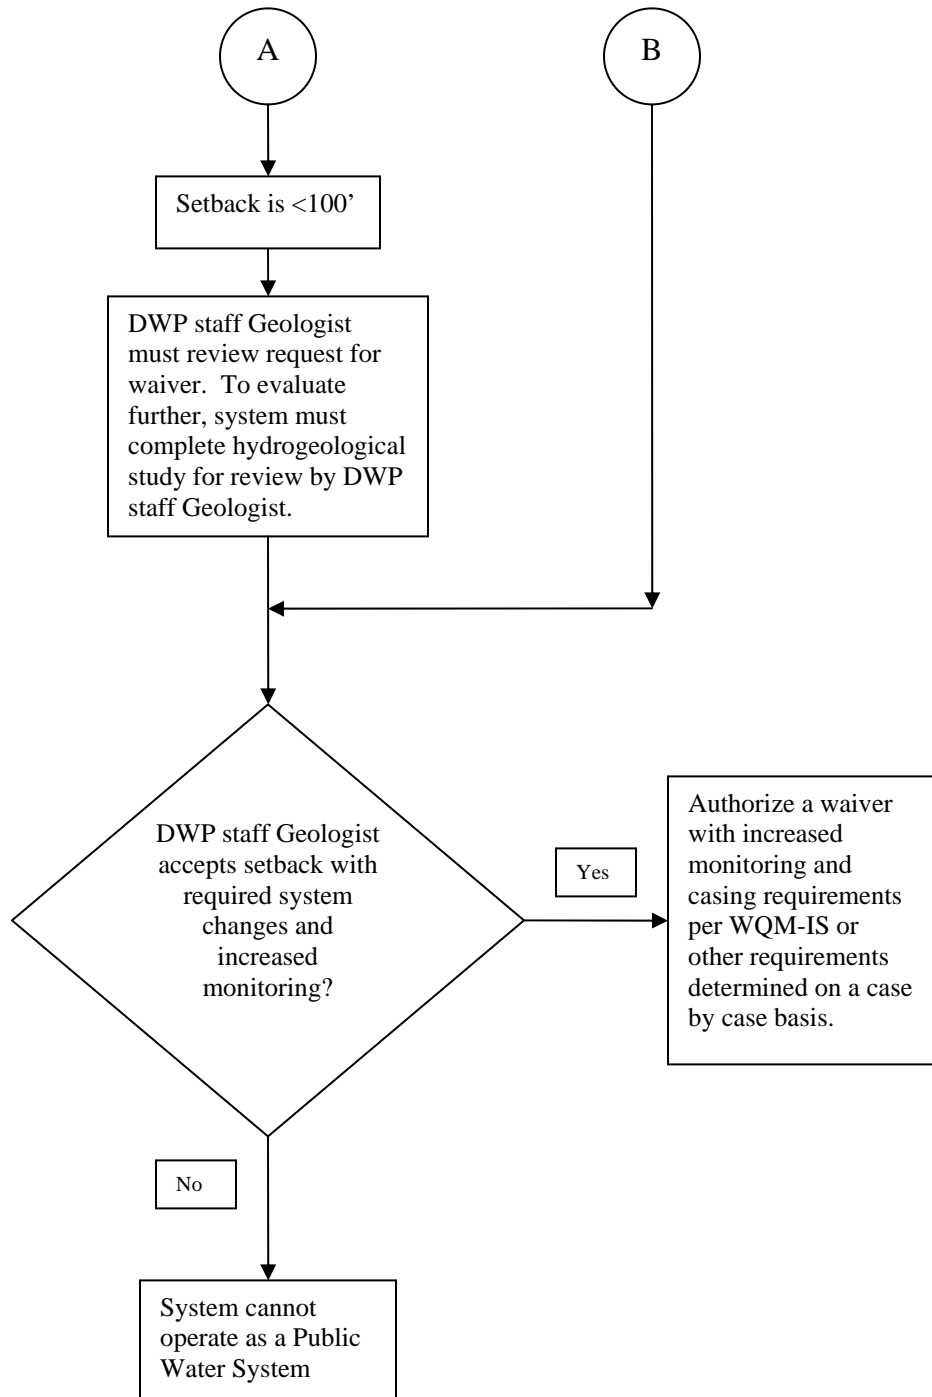 A
B
Setback is <100’
DWP staff Geologist
must review request for
waiver.  To evaluate
further, system must
complete hydrogeological
study for review by DWP
staff Geologist.
DWP staff Geologist
accepts setback with
required system
changes and
increased
monitoring?
Yes
Authorize a waiver
with increased
monitoring and
casing requirements
per WQM-IS or
other requirements
determined on a case
by case basis.
No
System cannot
operate as a Public
Water System